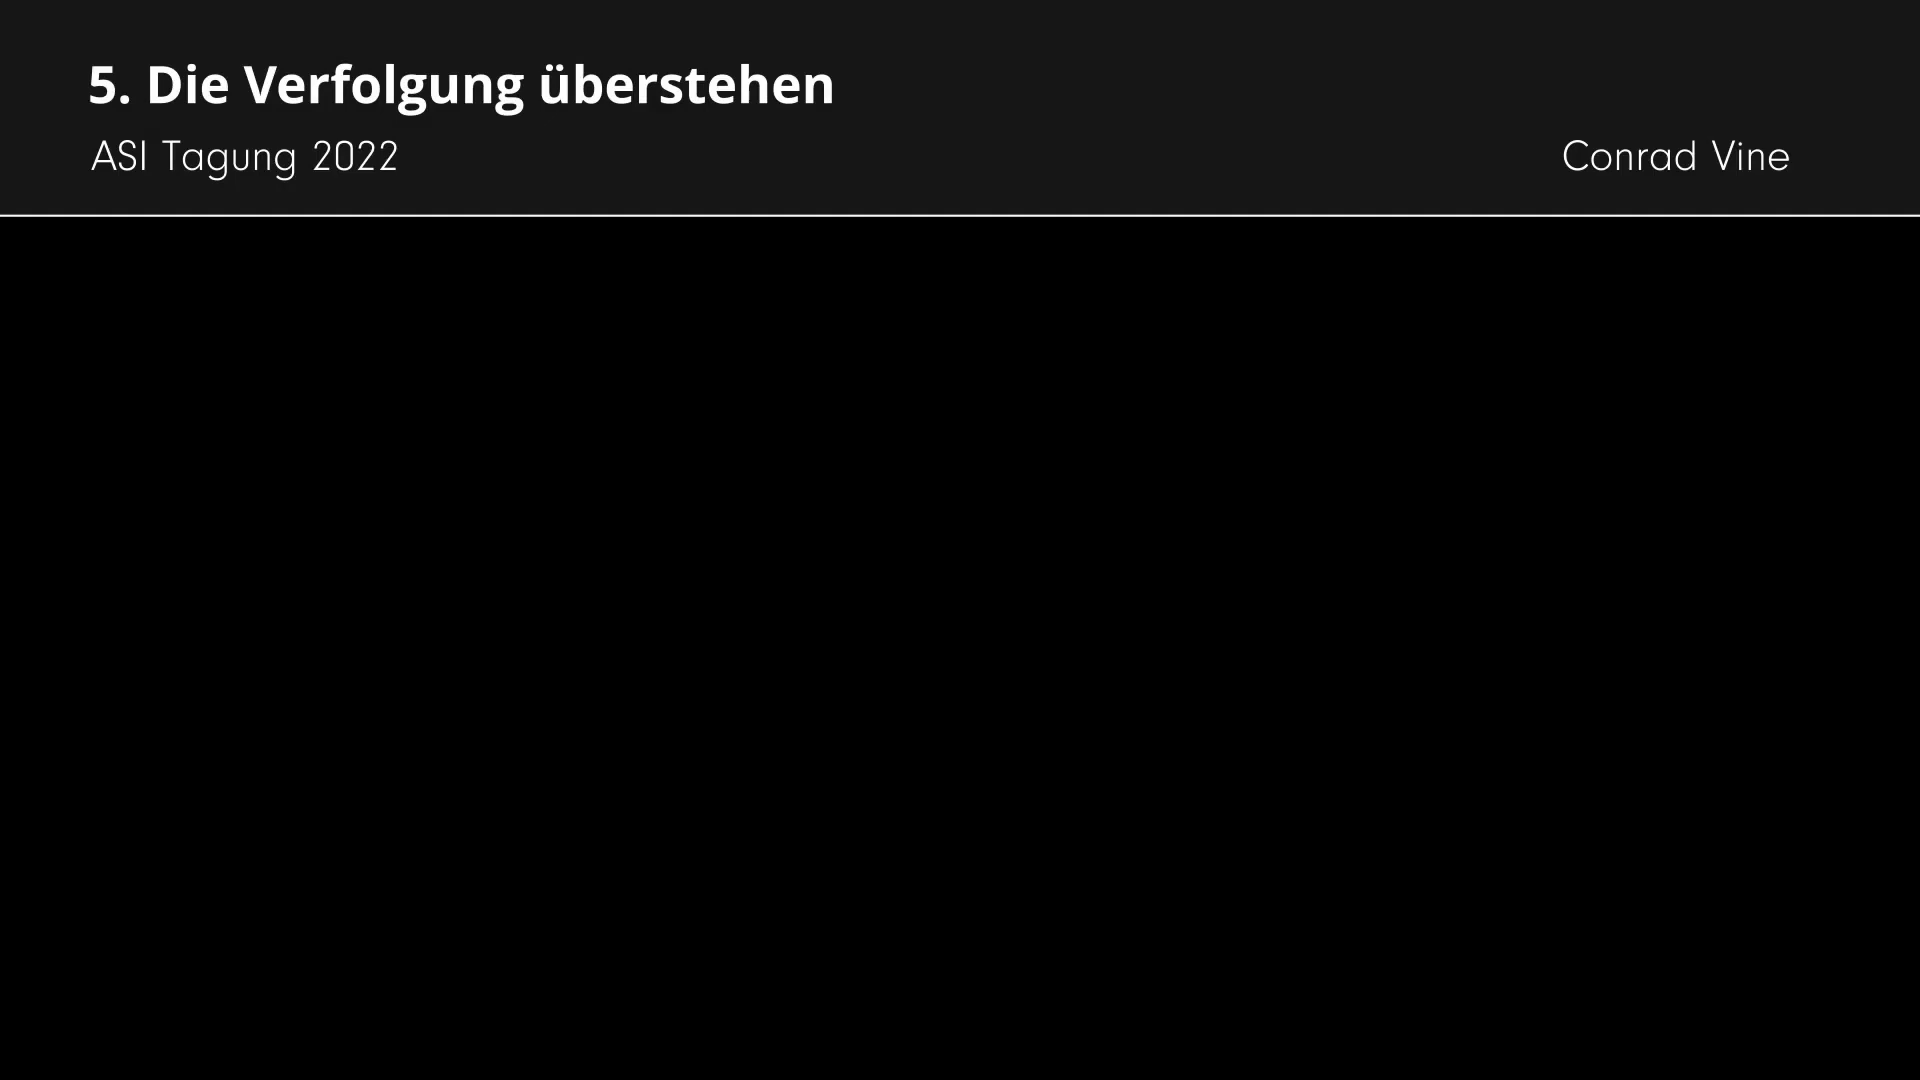 5. Die Verfolgung überstehen
ASI Tagung 2022
Conrad Vine